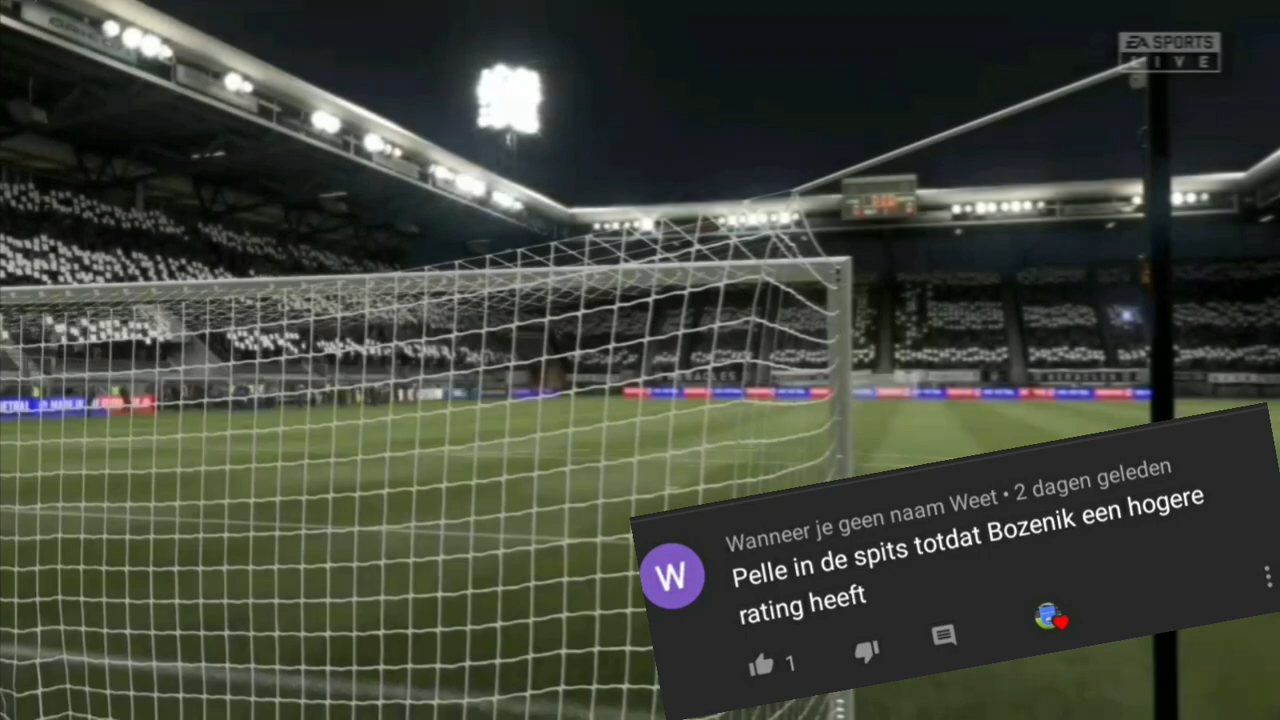 EA SPORTS
LIVE
Wanneer je geen naam Weet • 2 dagen geleden
Pelle in de spits totdat Bozenik een hogere
rating heeft
1